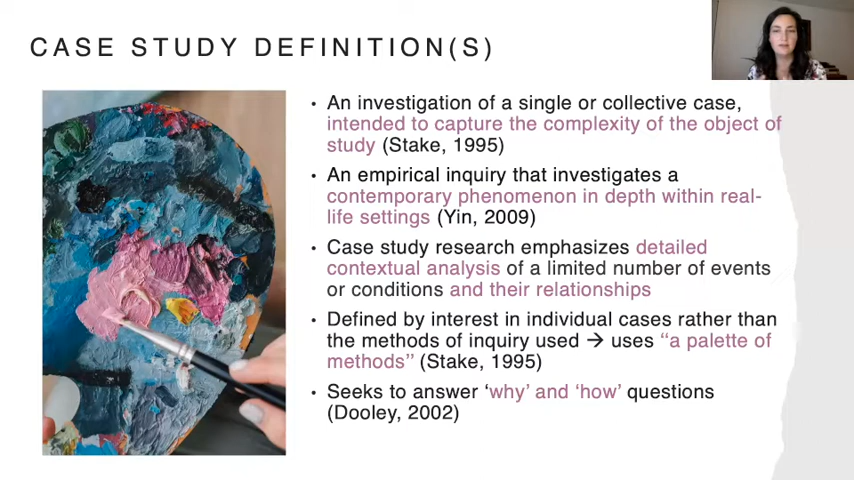 CASE STUDY DEFINITION(S)
• An investigation of a single or collective case,
intended to capture the complexity of the object of
study (Stake, 1995)
• An empirical inquiry that investigates a
contemporary phenomenon in depth within real-
life settings (Yin, 2009)
• Case study research emphasizes detailed
contextual analysis of a limited number of events
or conditions and their relationships
• Defined by interest in individual cases rather than
the methods of inquiry used → uses “a palette of
methods” (Stake, 1995)
• Seeks to answer ‘why’ and ‘how’ questions
(Dooley, 2002)